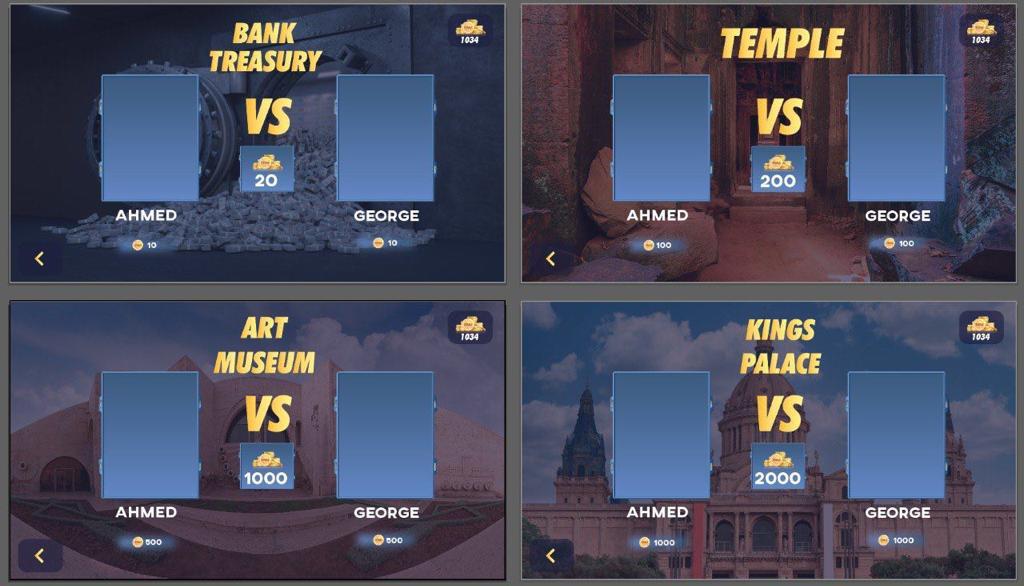 BANK
TREASURY
1034
VS
20
AHMED
GEORGE
10
10
TEMPLE
1034
VS
200
AHMED
GEORGE
100
100
ART
MUSEUM
1034
VS
1000
AHMED
GEORGE
500
500
KINGS
PALACE
1034
VS
2000
AHMED
GEORGE
1000
1000